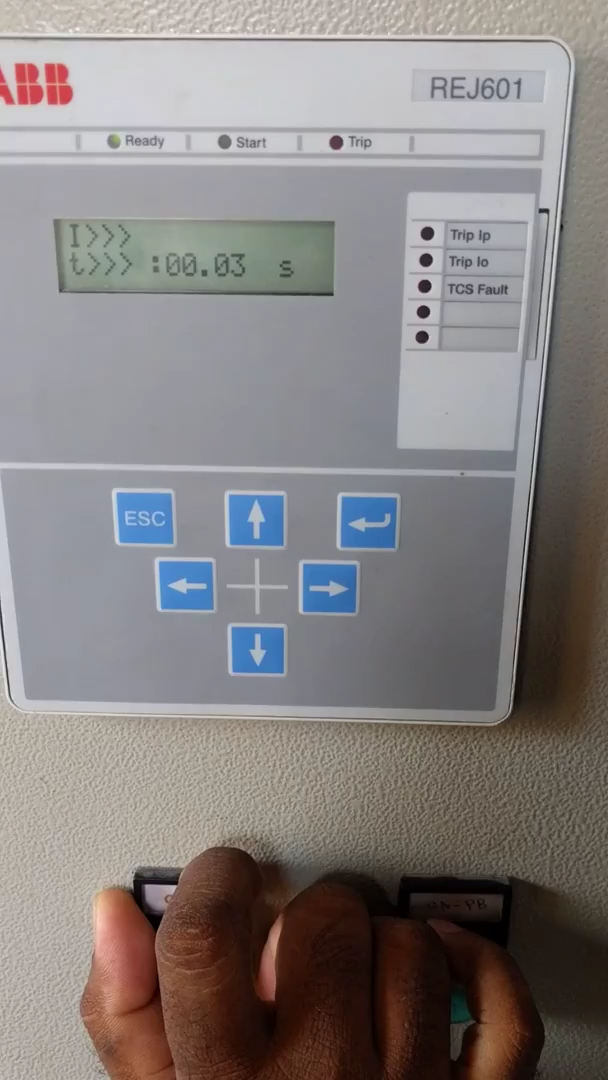 ABB
REJ601
Ready
Start
Trip
I>>>
t>>> :00.03 s
Trip Ip
Trip Io
TCS Fault
ESC